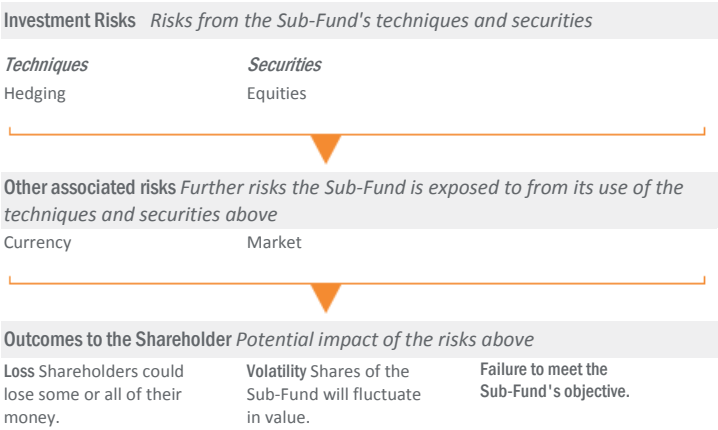 Investment Risks Risks from the Sub-Fund's techniques and securities
Techniques Securities
Hedging Equities
Other associated risks Further risks the Sub-Fund is exposed to from its use of the
techniques and securities above
Currency Market
Outcomes to the Shareholder Potential impact of the risks above
Loss Shareholders could
lose some or all of their
money.
Volatility Shares of the
Sub-Fund will fluctuate
in value.
Failure to meet the
Sub-Fund's objective.